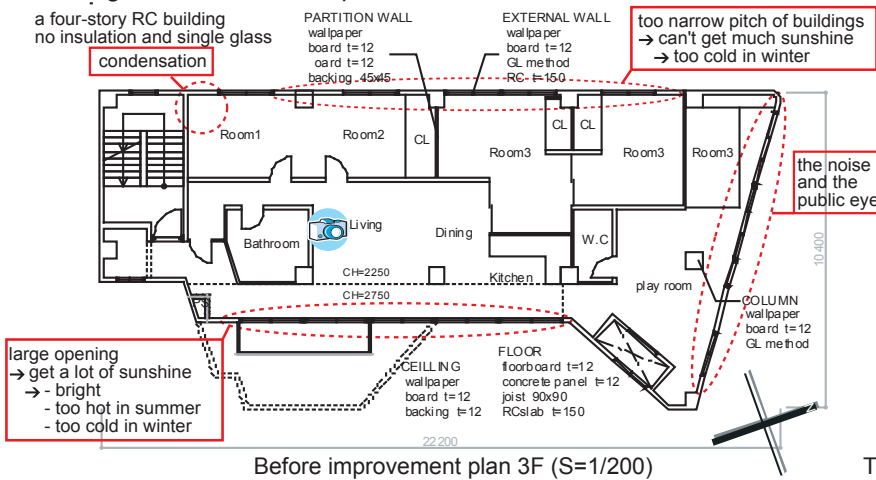 a four-story RC building
no insulation and single glass
condensation
PARTITION WALL
wallpaper
board t=12
oard t=12
backing 45x45
EXTERNAL WALL
wallpaper
board t=12
GL method
RC t=150
too narrow pitch of buildings
→ can't get much sunshine
→ too cold in winter
Room1
Room2
CL
Room3
CL
CL
Room3
Room3
the noise
and the
public eye
Bathroom
Living
Dining
W.C
Kitchen
play room
CH=2250
CH=2750
PS
10400
COLUMN
wallpaper
board t=12
GL method
large opening
→ get a lot of sunshine
→ - bright
- too hot in summer
- too cold in winter
CEILLING
wallpaper
board t=12
backing t=12
FLOOR
floorboard t=12
concrete panel t=12
joist 90x90
RCslab t=150
22200
Before improvement plan 3F (S=1/200)
T